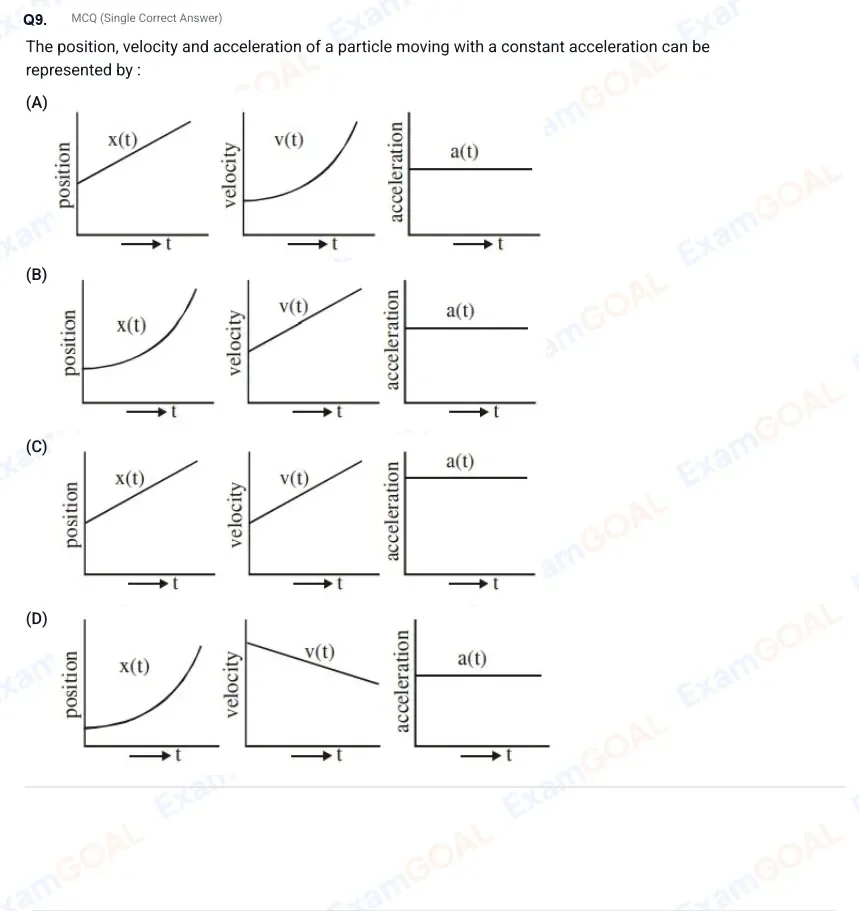 Q9. MCQ (Single Correct Answer)
The position, velocity and acceleration of a particle moving with a constant acceleration can be
represented by :
(A)
position x(t) t velocity v(t) t acceleration a(t) t
(B)
position x(t) t velocity v(t) t acceleration a(t) t
(C)
position x(t) t velocity v(t) t acceleration a(t) t
(D)
position x(t) t velocity v(t) t acceleration a(t) t
ExamGOAL